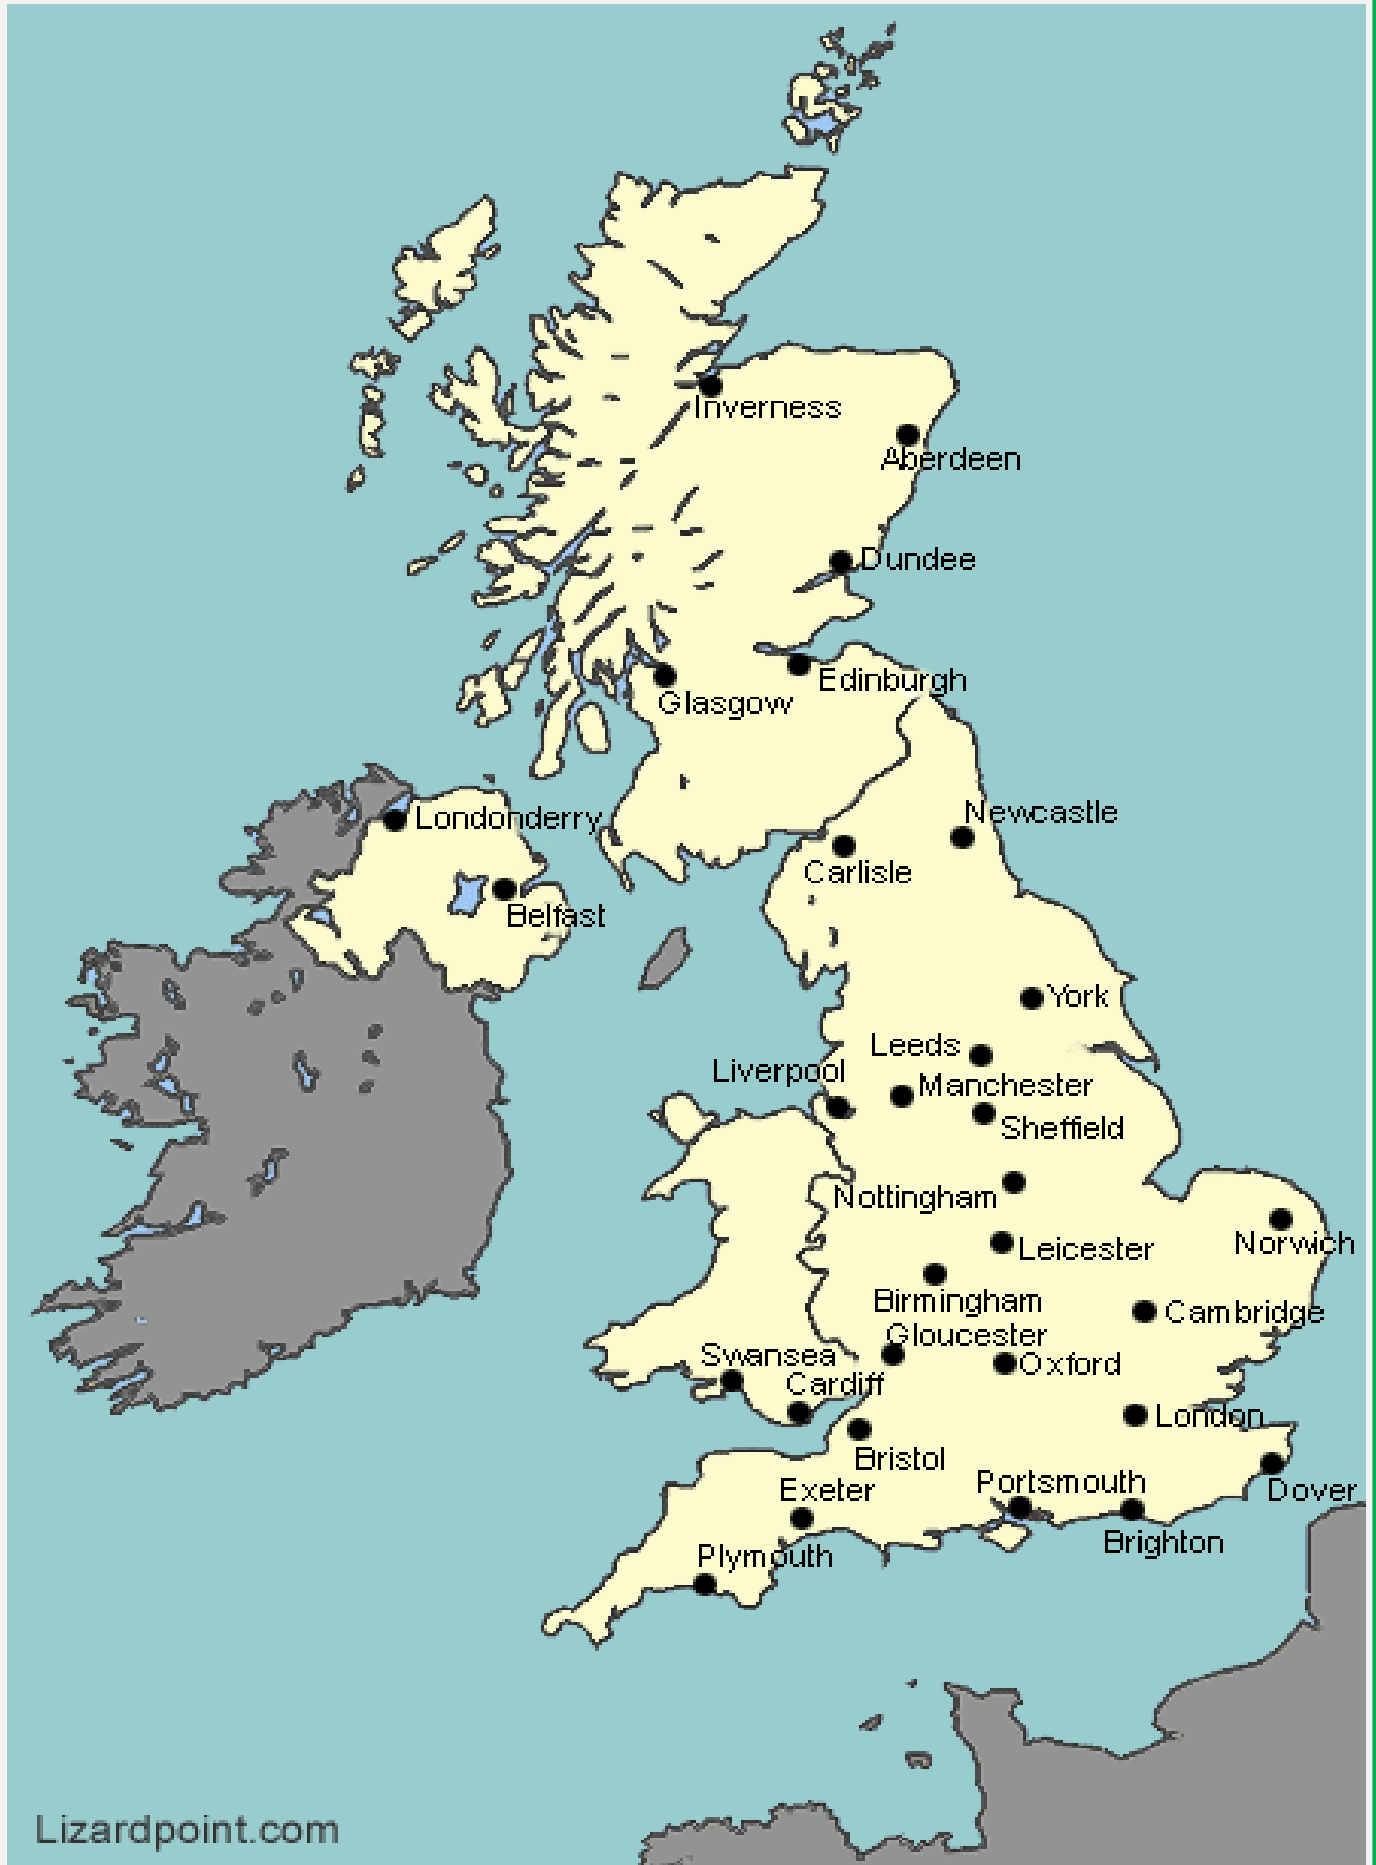 Inverness
Aberdeen
Dundee
Edinburgh
Glasgow
Newcastle
Londonderry
Carlisle
Belfast
York
Leeds
Liverpool
Manchester
Sheffield
Nottingham
Norwich
Leicester
Birmingham
Cambridge
Gloucester
Swansea
Oxford
Cardiff
London
Bristol
Portsmouth
Exeter
Dover
Brighton
Plymouth
Lizardpoint.com